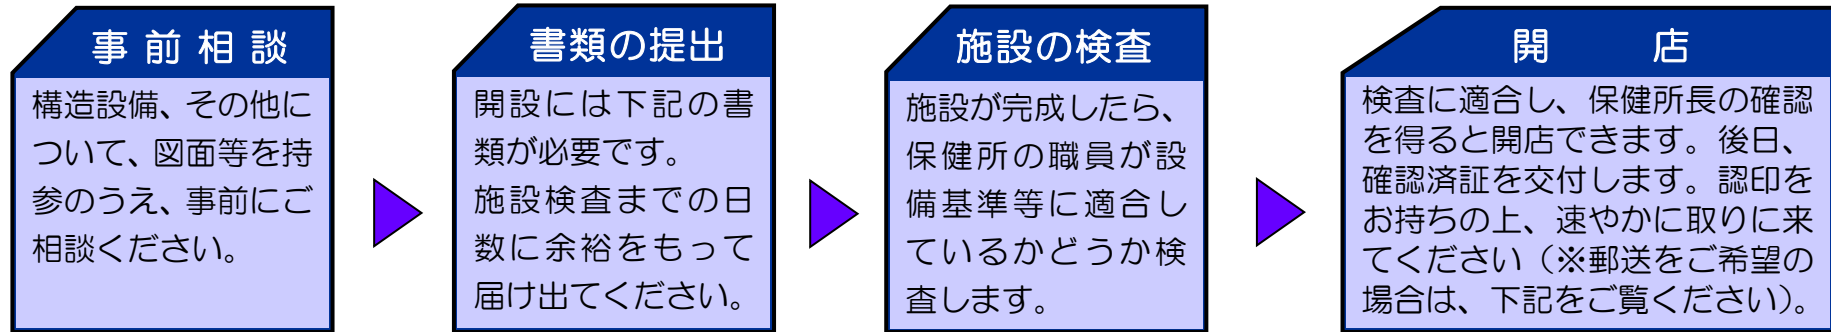 事前相談
構造設備、その他に
ついて、図面等を持
参のうえ、事前にご
相談ください。
書類の提出
開設には下記の書
類が必要です。
施設検査までの日
数に余裕をもって
届け出てください。
施設の検査
施設が完成したら、
保健所の職員が設
備基準等に適合し
ているかどうか検
査します。
開店
検査に適合し、保健所長の確認
を得ると開店できます。後日、
確認済証を交付します。認印を
お持ちの上、速やかに取りに来
てください（※郵送をご希望の
場合は、下記をご覧ください）。